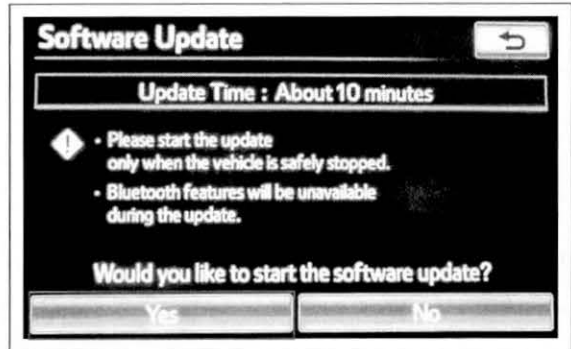 Software Update
Update Time : About 10 minutes
• Please start the update
only when the vehicle is safely stopped.
• Bluetooth features will be unavailable
during the update.
Would you like to start the software update?
Yes No